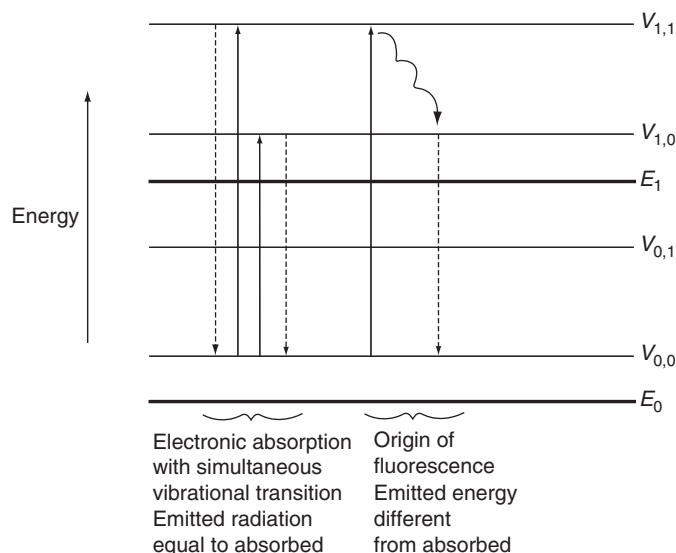 V1,1
V1,0
E1
Energy
V0,1
V0,0
E0
Electronic absorption
with simultaneous
vibrational transition
Emitted radiation
equal to absorbed
Origin of
fluorescence
Emitted energy
different
from absorbed